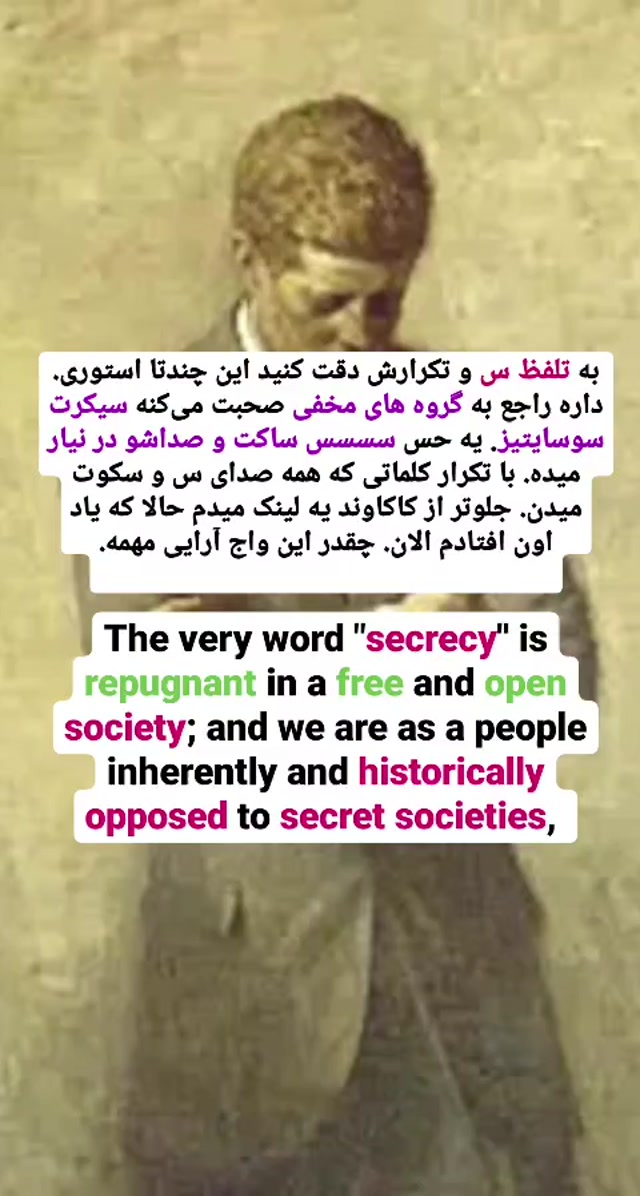 به تلفظ س و تکرارش دقت کنید این چندتا استوری.
داره راجع به گروه های مخفی صحبت می‌کنه سیکرت
سوسایتیز. یه حس سسسس ساکت و صداشو در نیار
میده. با تکرار کلماتی که همه صدای س و سکوت
میدن. جلوتر از کاکاوند یه لینک میدم حالا که یاد
اون افتادم الان. چقدر این واج آرایی مهمه.
The very word "secrecy" is
repugnant in a free and open
society; and we are as a people
inherently and historically
opposed to secret societies,